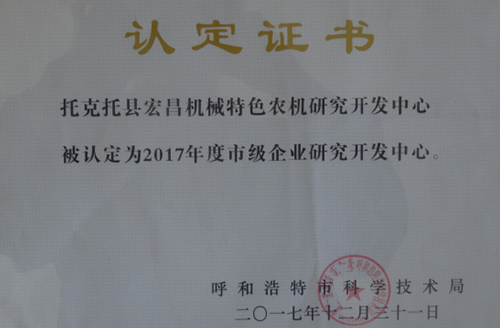 认定证书
托克托县宏昌机械特色农机研究开发中心
被认定为2017年度市级企业研究开发中心。
呼和浩特市科学技术局
二〇一七年十二月三十一日